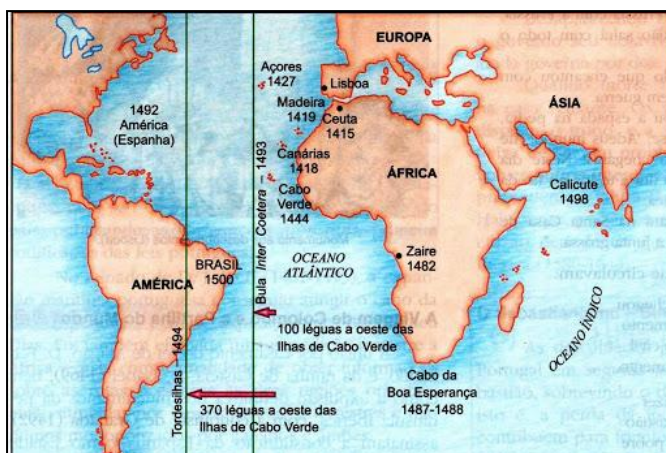 EUROPA
Açores
1427
Lisboa
Madeira
1419
Ceuta
1415
ÁSIA
1492
América
(Espanha)
Canárias
1418
ÁFRICA
Calicute
1498
Cabo
Verde
1444
Bula Inter Coetera – 1493
OCEANO
ATLÂNTICO
Zaire
1482
BRASIL
1500
AMÉRICA
OCEANO ÍNDICO
100 léguas a oeste das
Ilhas de Cabo Verde
Tordesilhas – 1494
370 léguas a oeste das
Ilhas de Cabo Verde
Cabo da
Boa Esperança
1487-1488